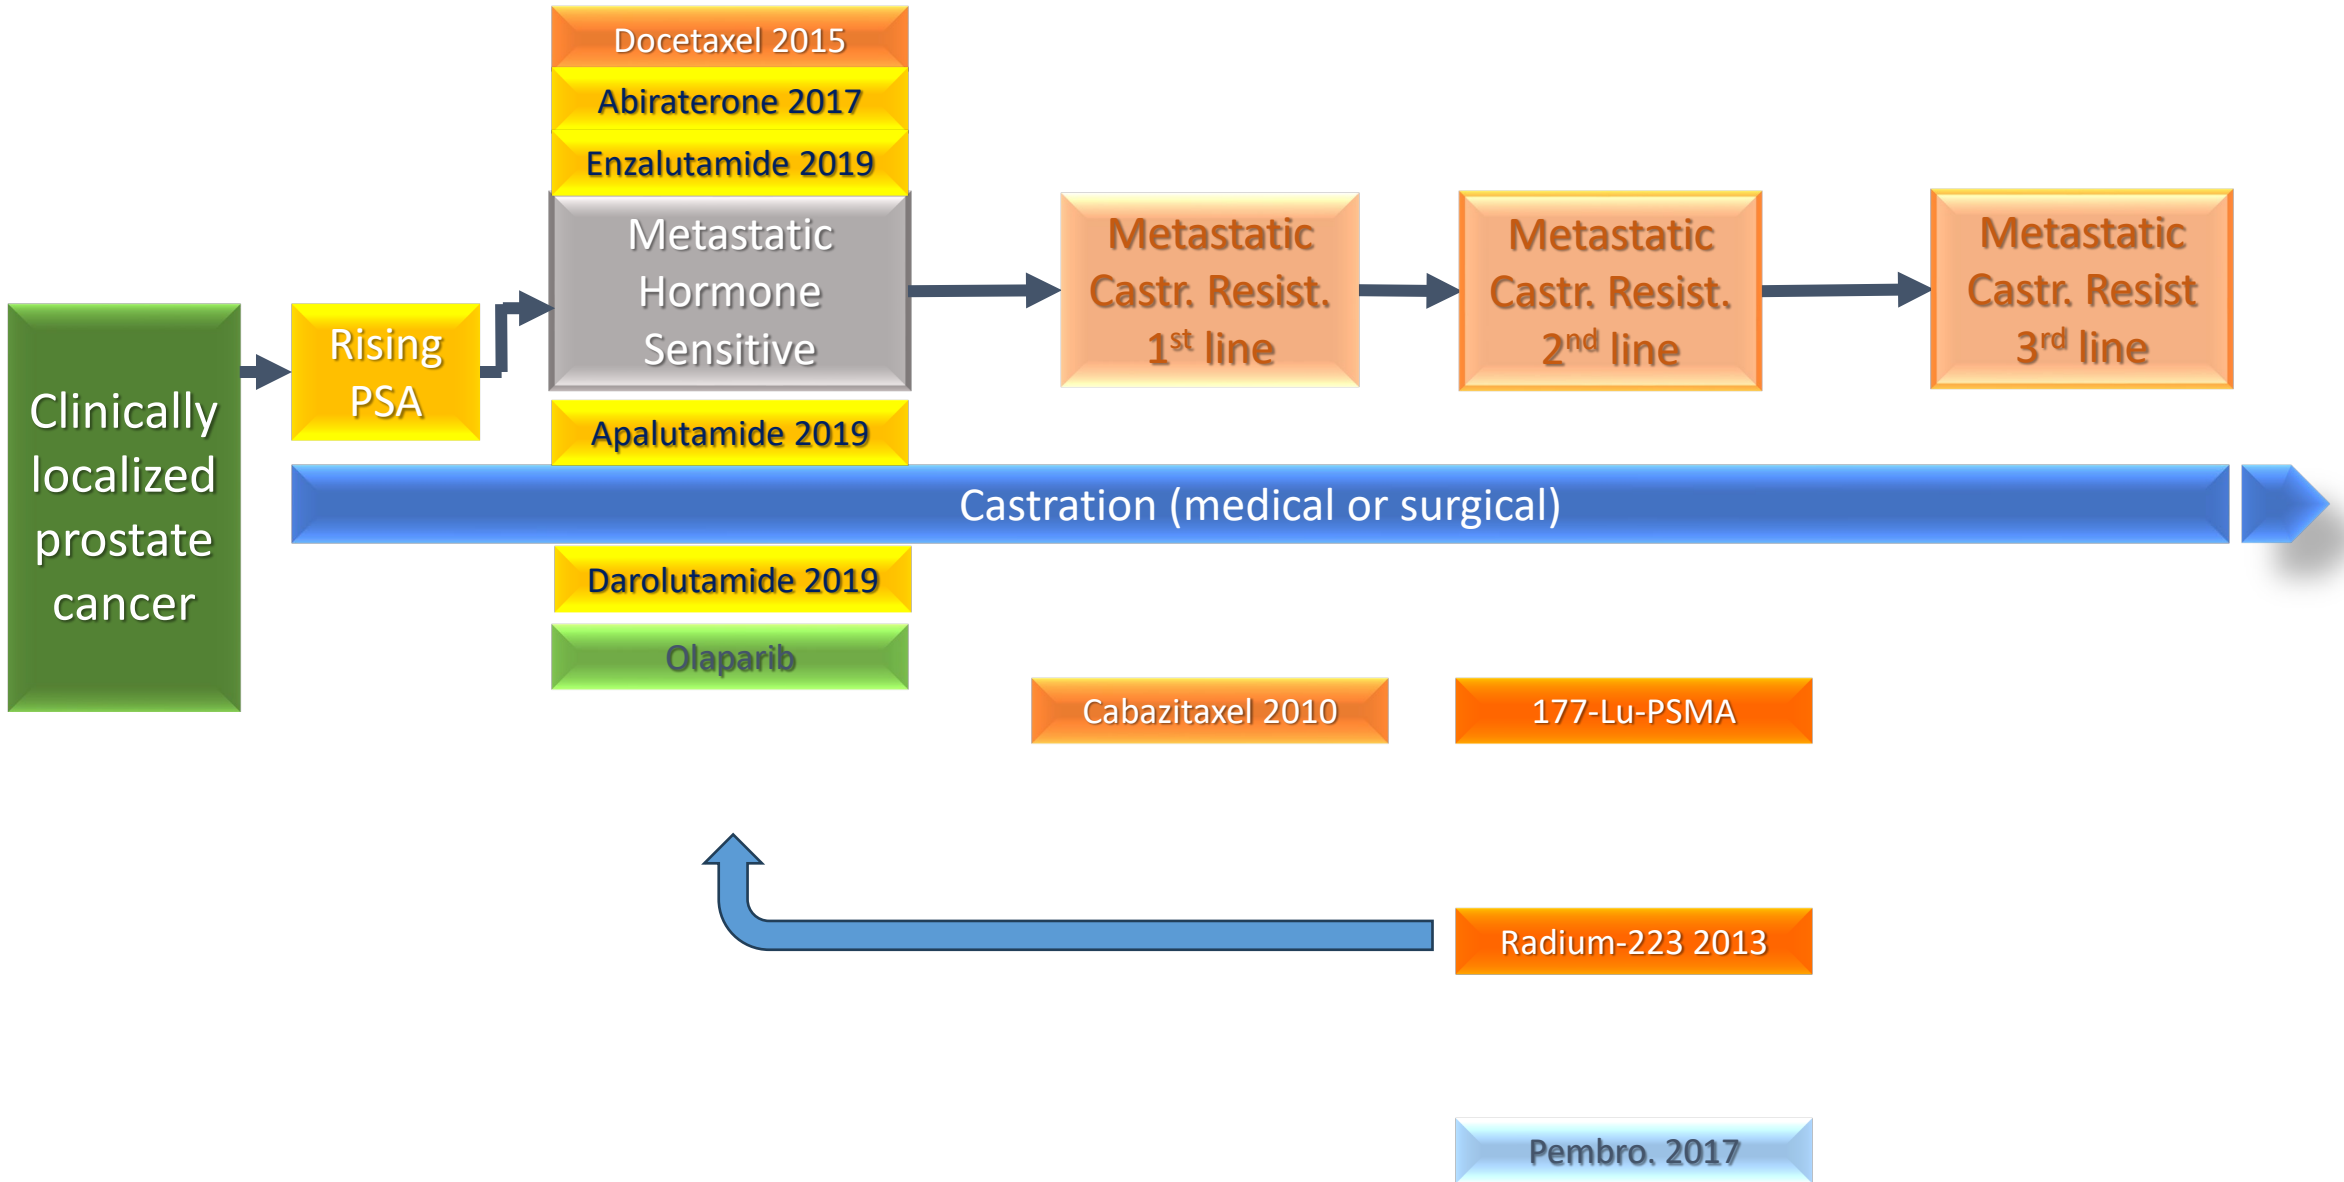 Docetaxel 2015
Abiraterone 2017
Enzalutamide 2019
Metastatic
Hormone
Sensitive
Metastatic
Castr. Resist.
1st line
Metastatic
Castr. Resist.
2nd line
Metastatic
Castr. Resist
3rd line
Rising
PSA
Clinically
localized
prostate
cancer
Apalutamide 2019
Castration (medical or surgical)
Darolutamide 2019
Olaparib
Cabazitaxel 2010
177-Lu-PSMA
Radium-223 2013
Pembro. 2017